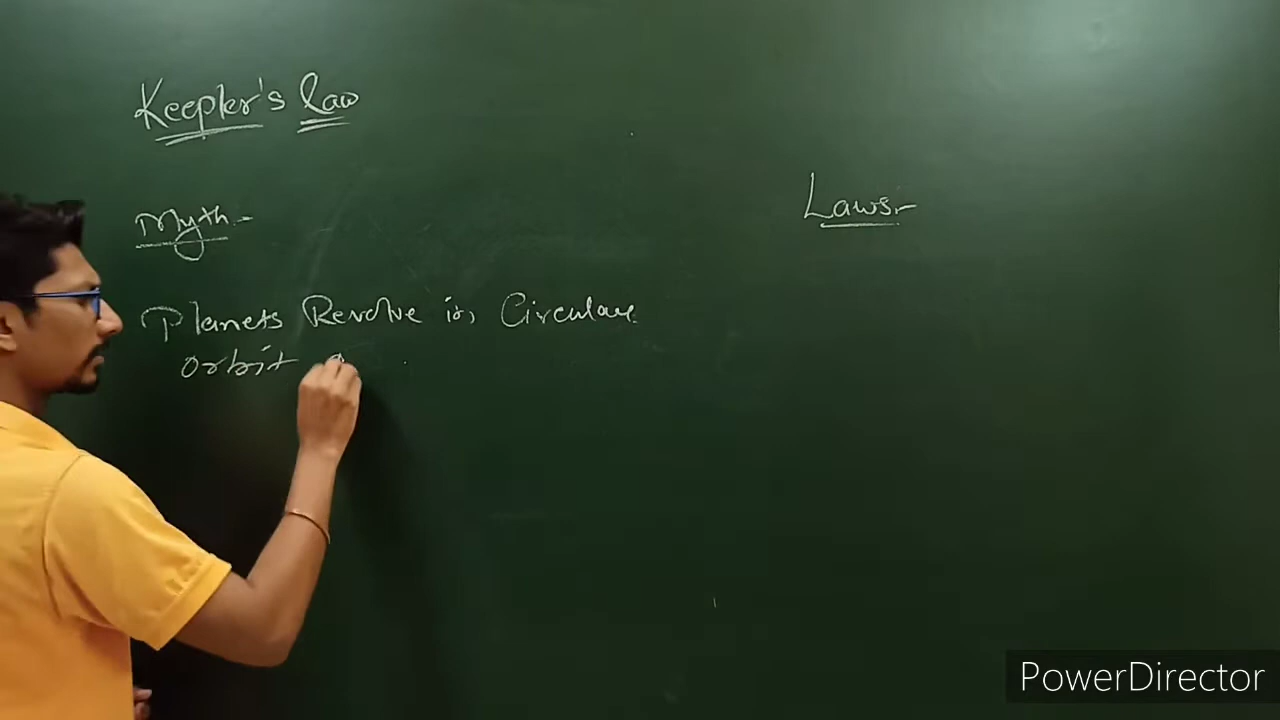 Keepler's law
Myth -
Laws -
Planets Revolve in Circular
orbit
PowerDirector